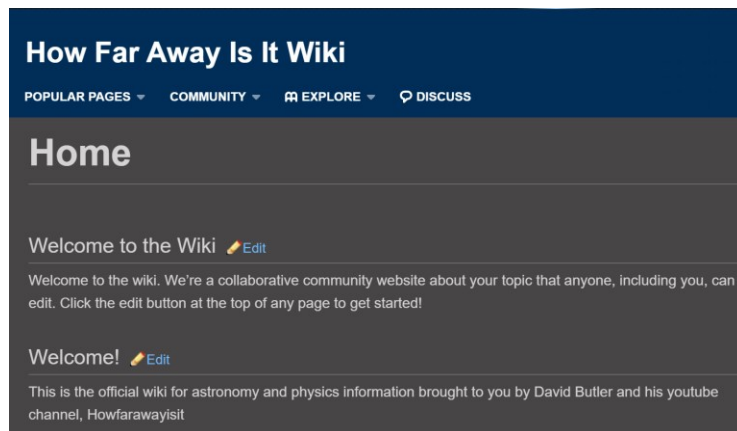 How Far Away Is It Wiki
POPULAR PAGES COMMUNITY EXPLORE DISCUSS
Home
Welcome to the Wiki Edit
Welcome to the wiki. We're a collaborative community website about your topic that anyone, including you, can
edit. Click the edit button at the top of any page to get started!
Welcome! Edit
This is the official wiki for astronomy and physics information brought to you by David Butler and his youtube
channel, Howfarawayisit